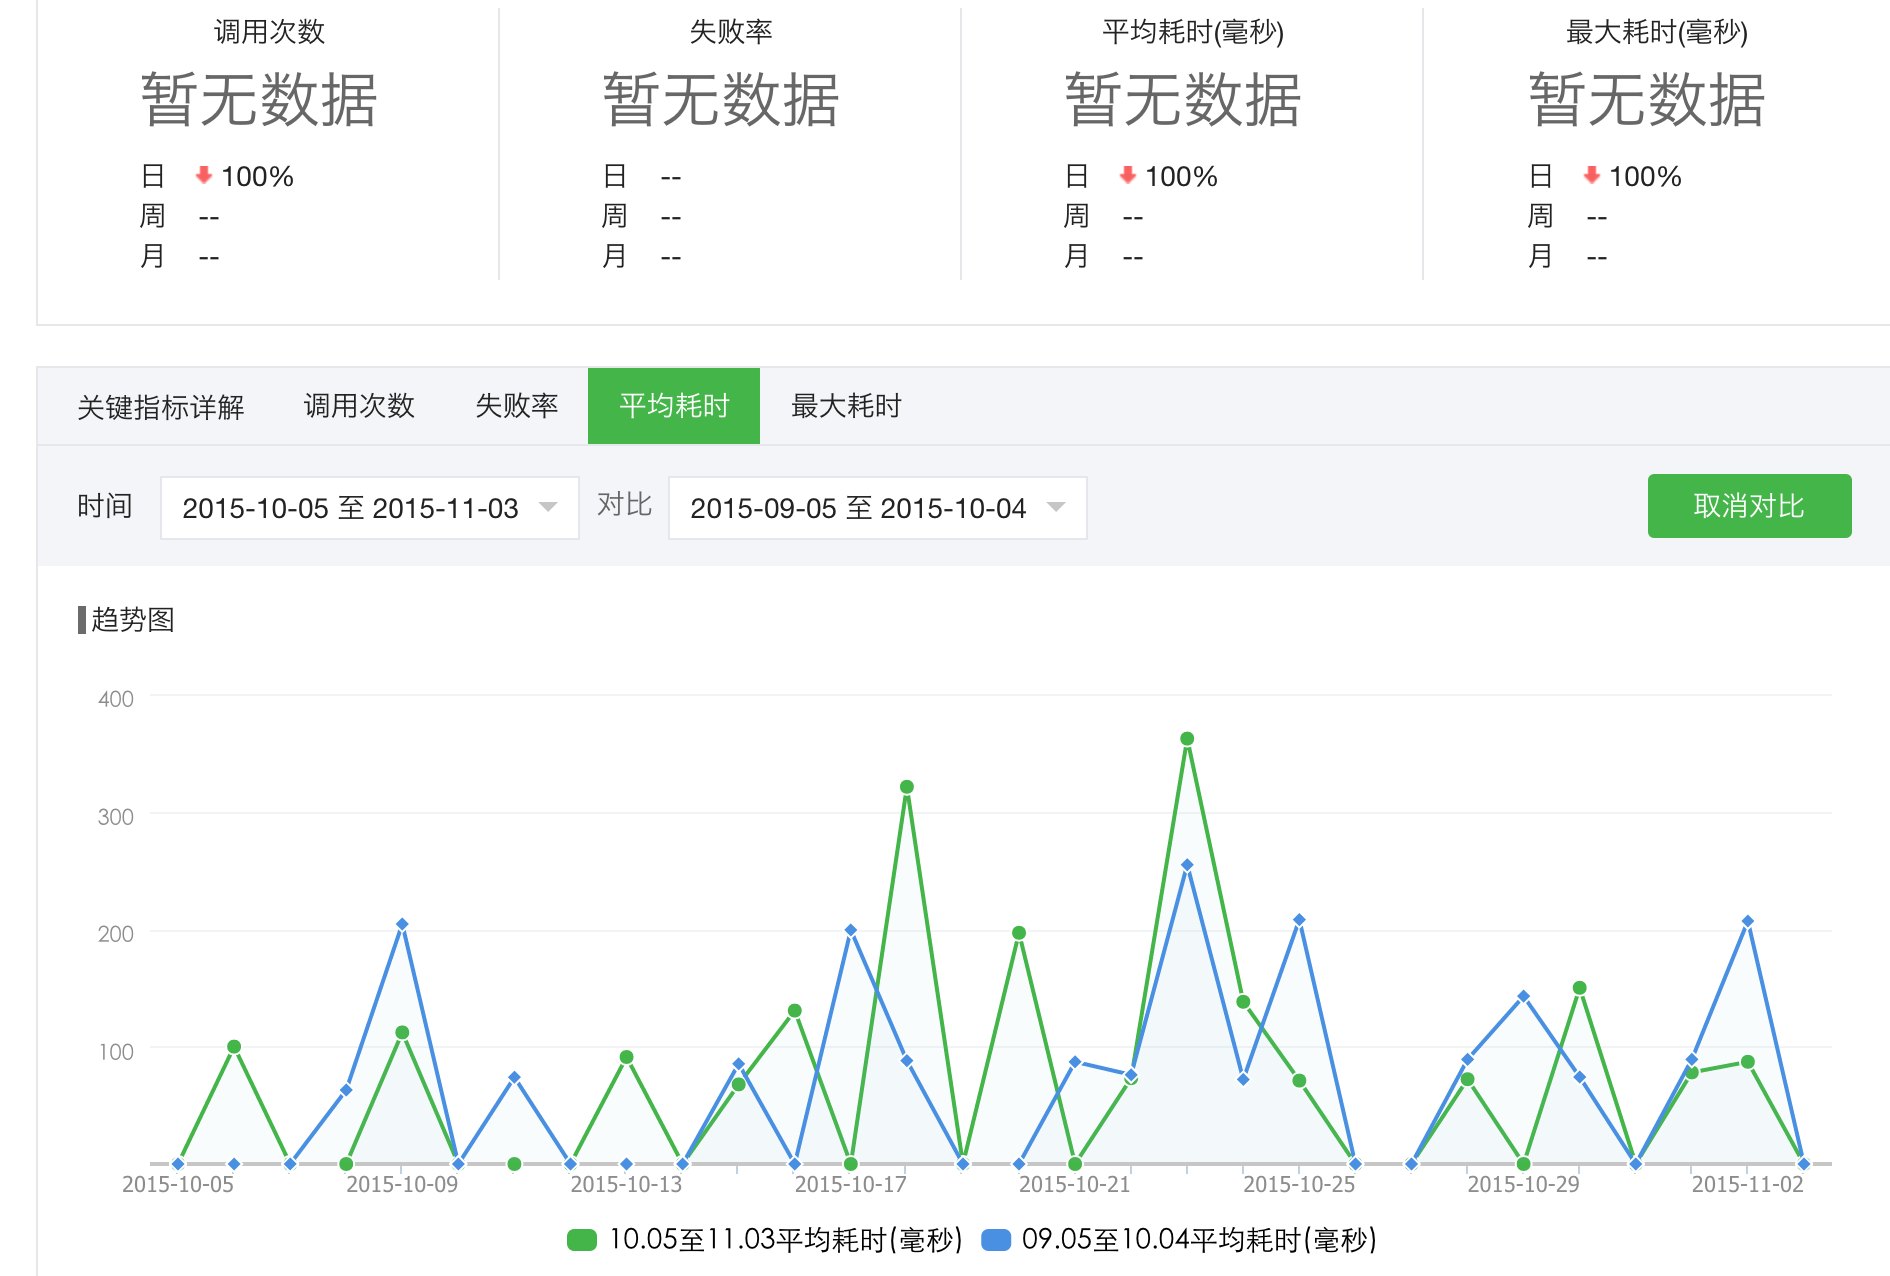 调用次数
暂无数据
日 100%
周 --
月 --
失败率
暂无数据
日 --
周 --
月 --
平均耗时(毫秒)
暂无数据
日 100%
周 --
月 --
最大耗时(毫秒)
暂无数据
日 100%
周 --
月 --
关键指标详解 调用次数 失败率 平均耗时 最大耗时
时间 2015-10-05 至 2015-11-03 对比 2015-09-05 至 2015-10-04 取消对比
趋势图
400
300
200
100
2015-10-05 2015-10-09 2015-10-13 2015-10-17 2015-10-21 2015-10-25 2015-10-29 2015-11-02
10.05至11.03平均耗时(毫秒) 09.05至10.04平均耗时(毫秒)